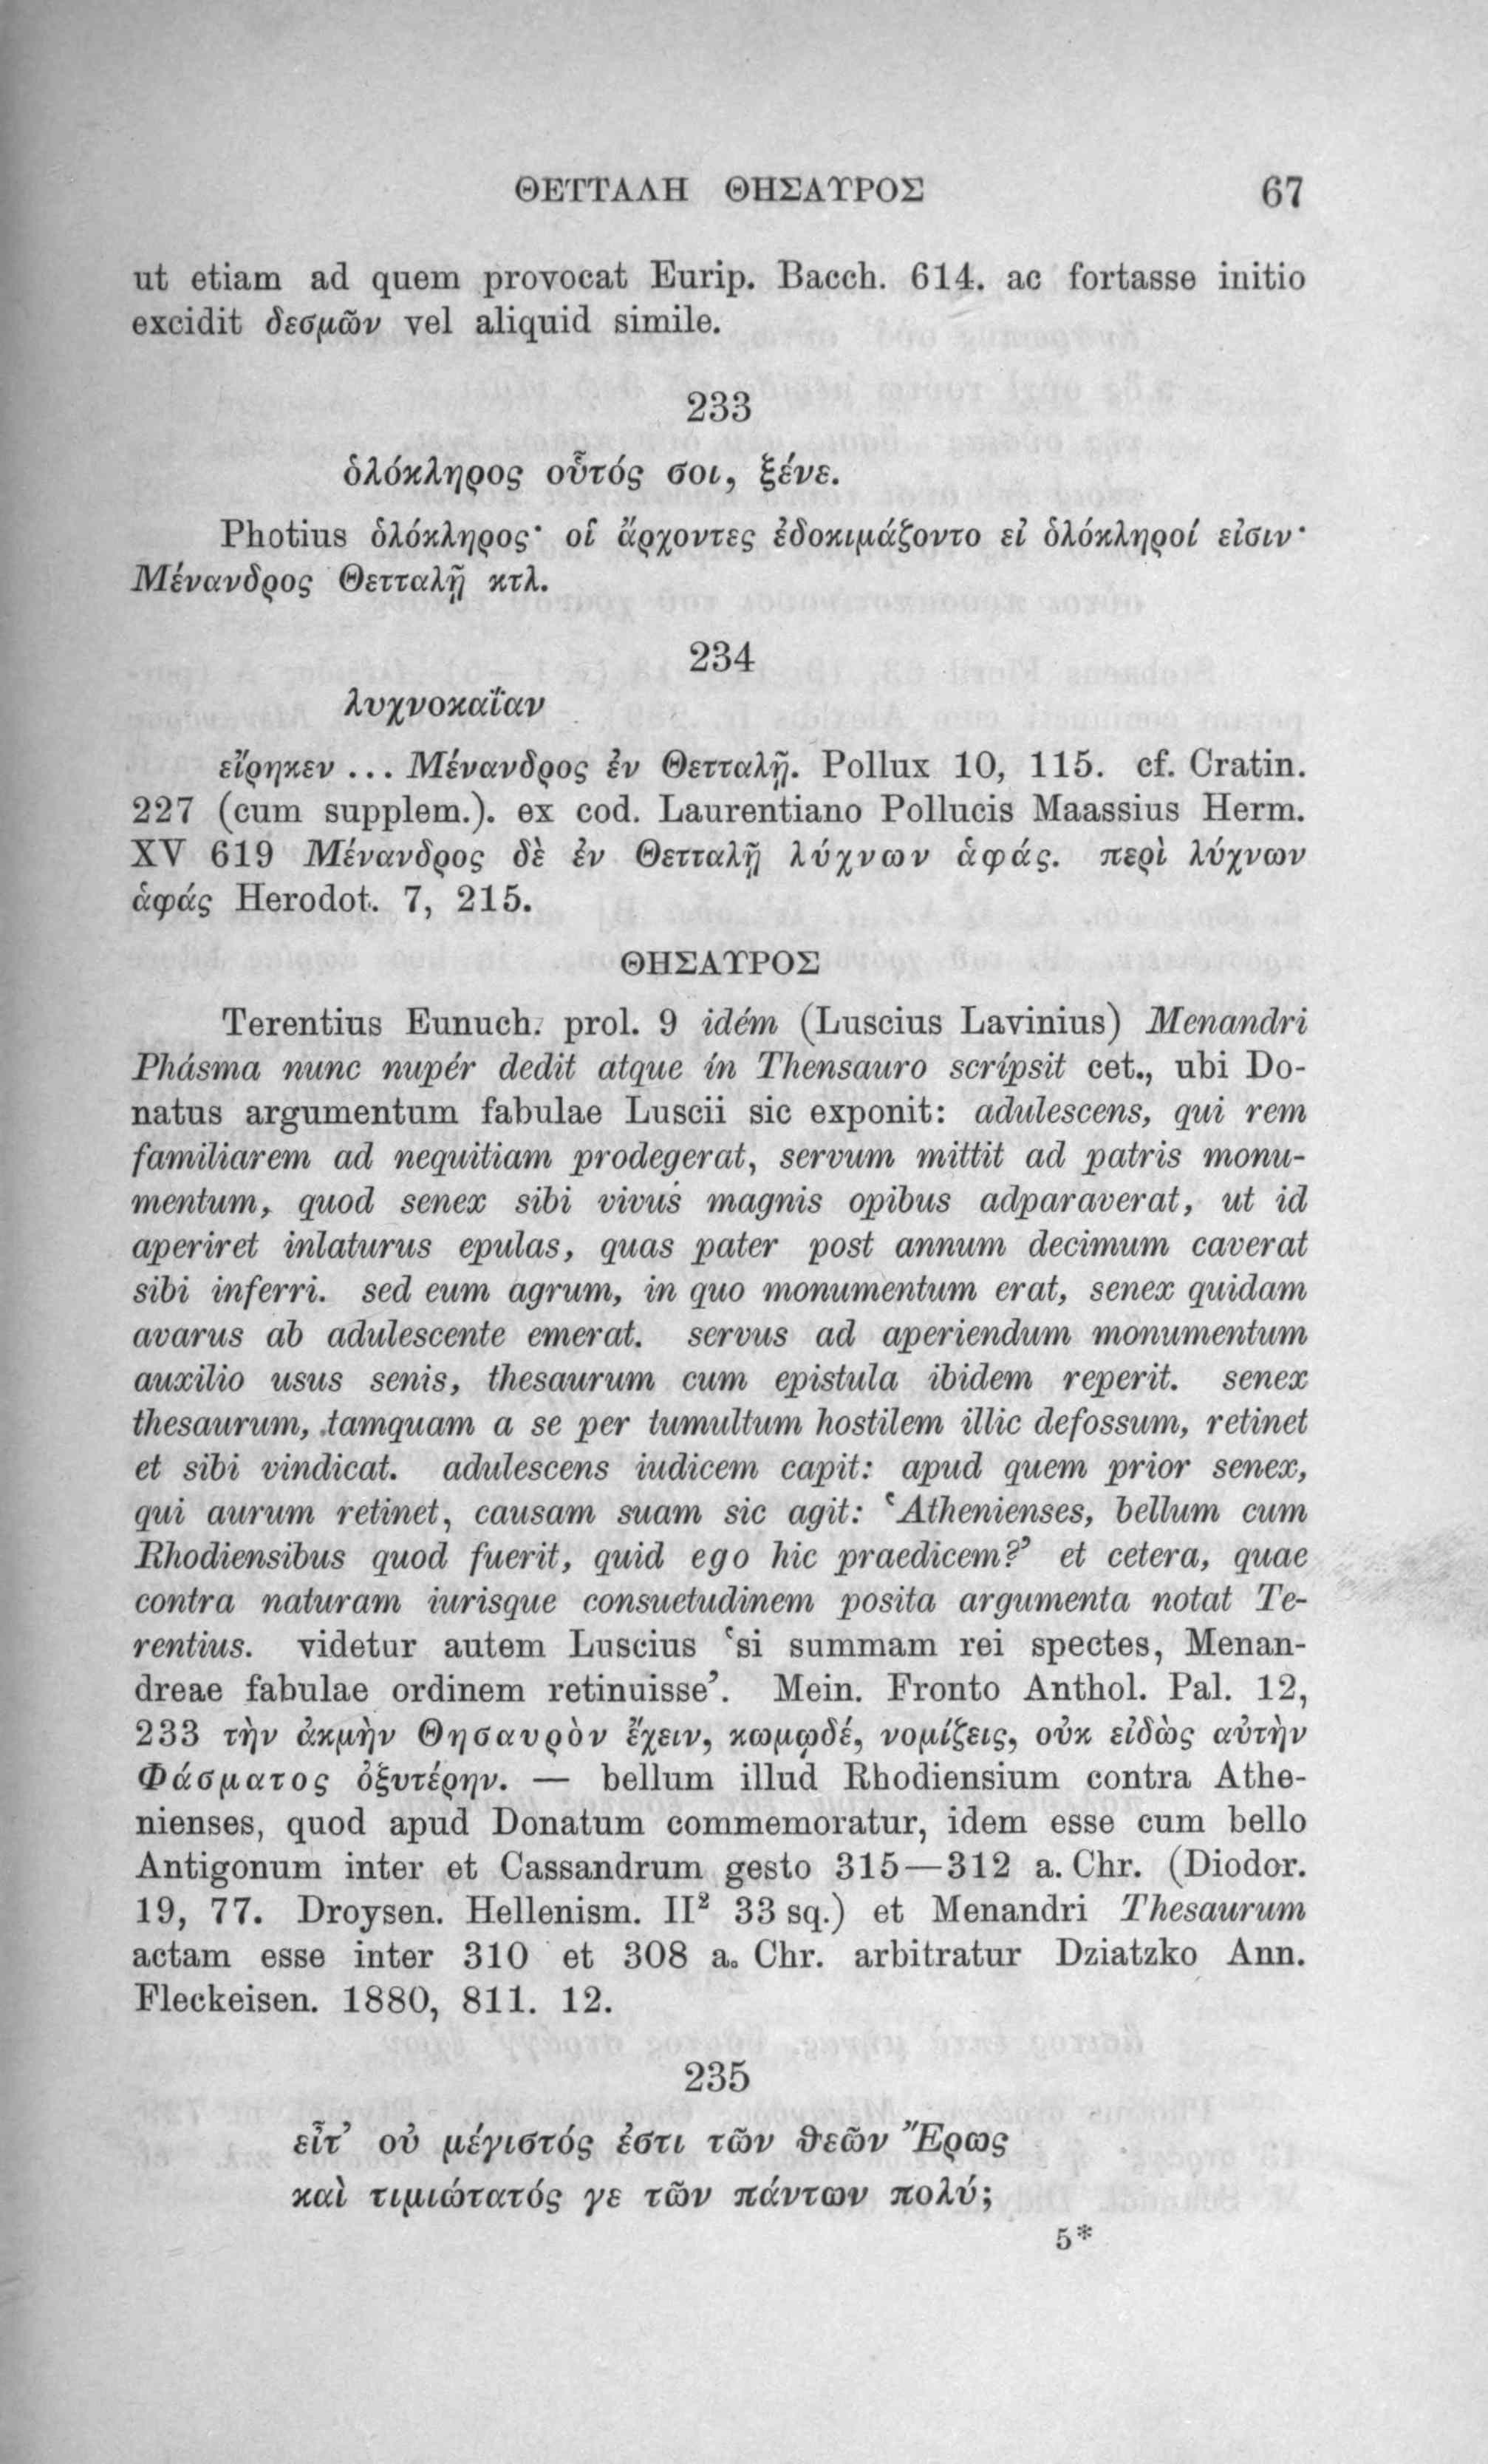 ΘΕΤΤΑΛΗ ΘΗΣΑΥΡΟΣ 67
ut etiam ad quem provocat Eurip. Bacch. 614. ac fortasse initio
excidit δεσμῶν vel aliquid simile.
233
ὁλόκληρος οὗτός σοι, ξένε.
Photius ὁλόκληρος· οἱ ἄρχοντες ἐδοκιμάζοντο εἰ ὁλόκληροί εἰσιν·
Μένανδρος Θετταλῇ κτλ.
234
λυχνοκαΐαν
εἴρηκεν ... Μένανδρος ἐν Θετταλῇ. Pollux 10, 115. cf. Cratin.
227 (cum supplem.). ex cod. Laurentiano Pollucis Maassius Herm.
XV 619 Μένανδρος δὲ ἐν Θετταλῇ λύχνων ἁφάς. περὶ λύχνων
ἁφάς Herodot. 7, 215.
ΘΗΣΑΥΡΟΣ
Terentius Eunuch. prol. 9 idém (Luscius Lavinius) Menandri
Phásma nunc nupér dedit atque ín Thensauro scrípsit cet., ubi Do-
natus argumentum fabulae Luscii sic exponit: adulescens, qui rem
familiarem ad nequitiam prodegerat, servum mittit ad patris monu-
mentum, quod senex sibi vivus magnis opibus adparaverat, ut id
aperiret inlaturus epulas, quas pater post annum decimum caverat
sibi inferri. sed eum agrum, in quo monumentum erat, senex quidam
avarus ab adulescente emerat. servus ad aperiendum monumentum
auxilio usus senis, thesaurum cum epistula ibidem reperit. senex
thesaurum, tamquam a se per tumultum hostilem illic defossum, retinet
et sibi vindicat. adulescens iudicem capit: apud quem prior senex,
qui aurum retinet, causam suam sic agit: ‛Athenienses, bellum cum
Rhodiensibus quod fuerit, quid ego hic praedicem?’ et cetera, quae
contra naturam iurisque consuetudinem posita argumenta notat Te-
rentius. videtur autem Luscius ‛si summam rei spectes, Menan-
dreae fabulae ordinem retinuisse’. Mein. Fronto Anthol. Pal. 12,
233 τὴν ἀκμὴν Θησαυρὸν ἔχειν, κωμῳδέ, νομίζεις, οὐκ εἰδὼς αὐτὴν
Φάσματος ὀξυτέρην. — bellum illud Rhodiensium contra Athe-
nienses, quod apud Donatum commemoratur, idem esse cum bello
Antigonum inter et Cassandrum gesto 315—312 a. Chr. (Diodor.
19, 77. Droysen. Hellenism. II² 33 sq.) et Menandri Thesaurum
actam esse inter 310 et 308 a. Chr. arbitratur Dziatzko Ann.
Fleckeisen. 1880, 811. 12.
235
εἶτ’ οὐ μέγιστός ἐστι τῶν θεῶν Ἔρως
καὶ τιμιώτατός γε τῶν πάντων πολύ;
5*